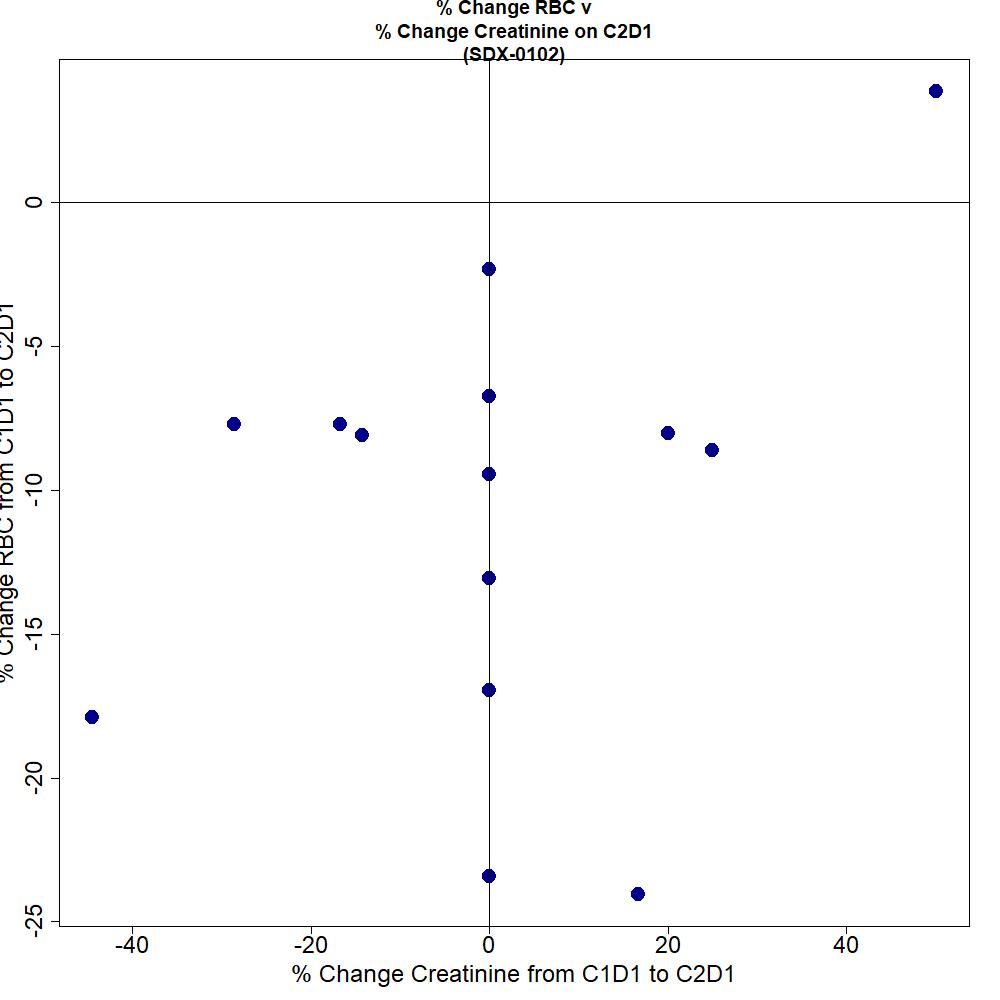 % Change RBC v
% Change Creatinine on C2D1
(SDX-0102)
% Change RBC from C1D1 to C2D1
0
-5
-10
-15
-20
-25
-40
-20
0
20
40
% Change Creatinine from C1D1 to C2D1